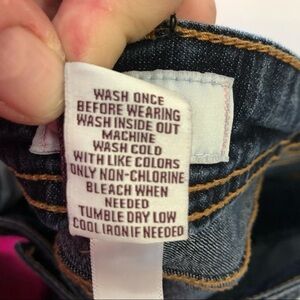 WASH ONCE
BEFORE WEARING
WASH INSIDE OUT
MACHINE
WASH COLD
WITH LIKE COLORS
ONLY NON-CHLORINE
BLEACH WHEN
NEEDED
TUMBLE DRY LOW
COOL IRON IF NEEDED